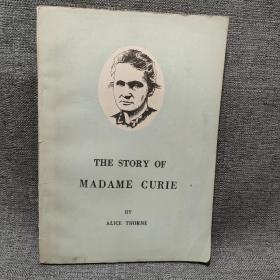 THE STORY OF
MADAME CURIE
BY
ALICE THORNE